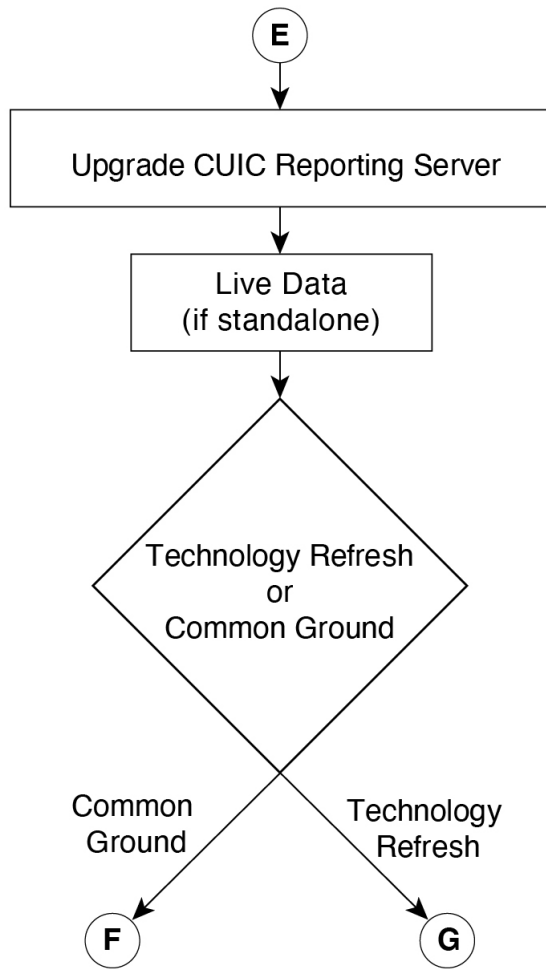 E
Upgrade CUIC Reporting Server
Live Data
(if standalone)
Technology Refresh
or
Common Ground
Common
Ground
Technology
Refresh
F
G